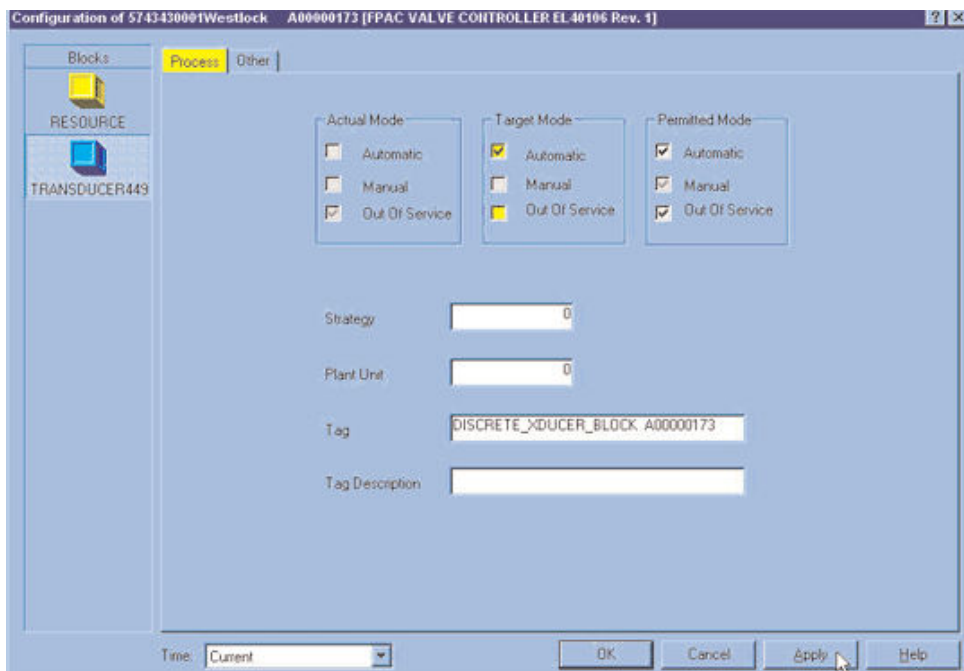 Configuration of 5743430001Westlock A00000173 [FPAC VALVE CONTROLLER EL40106 Rev. 1]
Blocks
RESOURCE
TRANSDUCER449
Process Other
Actual Mode Target Mode Permitted Mode
Automatic Automatic Automatic
Manual Manual Manual
Out Of Service Out Of Service Out Of Service
Strategy 0
Plant Unit 0
Tag DISCRETE_XDUCER_BLOCK A00000173
Tag Description
Time: Current OK Cancel Apply Help